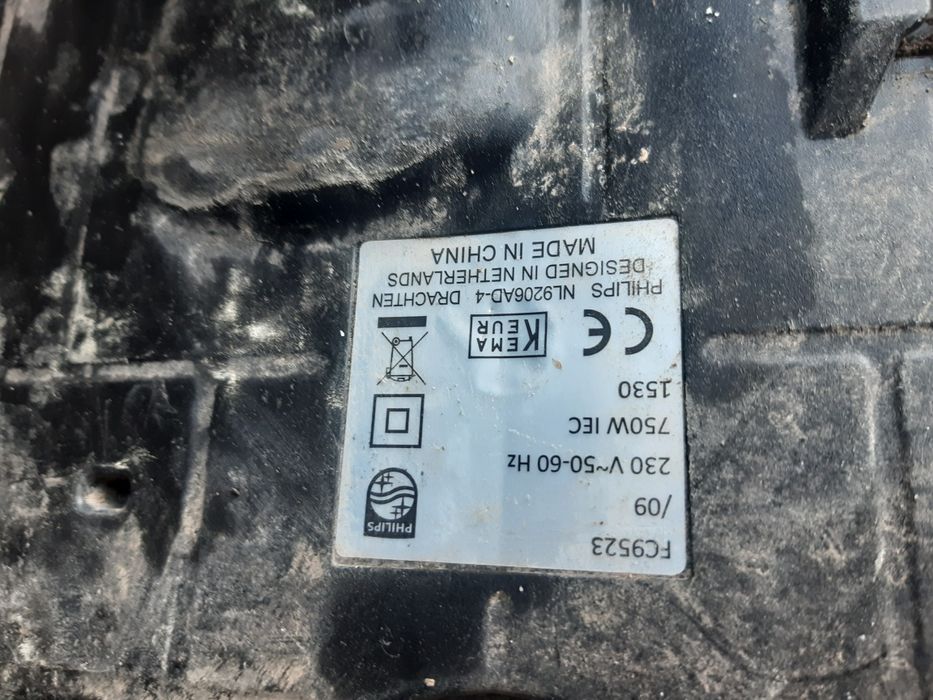 FC9523
/09
230 V~50-60 Hz
750W IEC
1530
PHILIPS
KEMA
EUR
CE
PHILIPS NL9206AD-4 DRACHTEN
DESIGNED IN NETHERLANDS
MADE IN CHINA